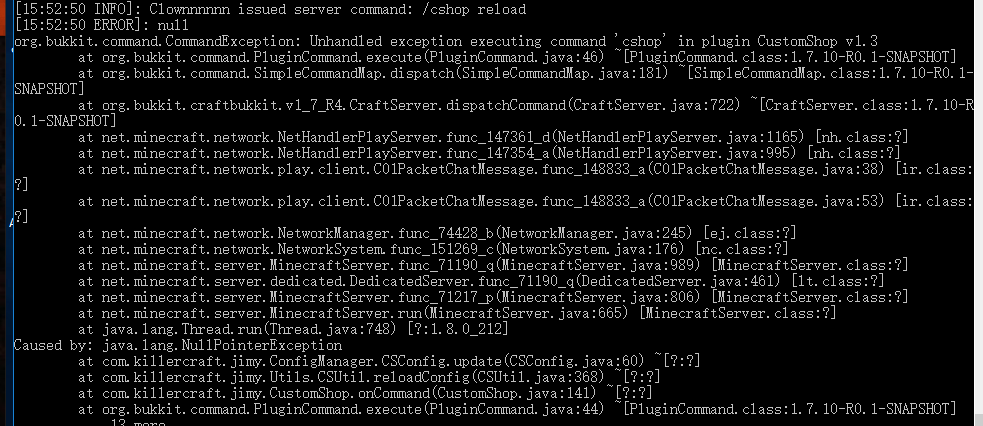 [15:52:50 INFO]: Clownnnnnn issued server command: /cshop reload
[15:52:50 ERROR]: null
org.bukkit.command.CommandException: Unhandled exception executing command 'cshop' in plugin CustomShop v1.3
at org.bukkit.command.PluginCommand.execute(PluginCommand.java:46) ~[PluginCommand.class:1.7.10-R0.1-SNAPSHOT]
at org.bukkit.command.SimpleCommandMap.dispatch(SimpleCommandMap.java:181) ~[SimpleCommandMap.class:1.7.10-R0.1-
SNAPSHOT]
at org.bukkit.craftbukkit.v1_7_R4.CraftServer.dispatchCommand(CraftServer.java:722) ~[CraftServer.class:1.7.10-R
0.1-SNAPSHOT]
at net.minecraft.network.NetHandlerPlayServer.func_147361_d(NetHandlerPlayServer.java:1165) [nh.class:?]
at net.minecraft.network.NetHandlerPlayServer.func_147354_a(NetHandlerPlayServer.java:995) [nh.class:?]
at net.minecraft.network.play.client.C01PacketChatMessage.func_148833_a(C01PacketChatMessage.java:38) [ir.class:
?]
at net.minecraft.network.play.client.C01PacketChatMessage.func_148833_a(C01PacketChatMessage.java:53) [ir.class:
?]
at net.minecraft.network.NetworkManager.func_74428_b(NetworkManager.java:245) [ej.class:?]
at net.minecraft.network.NetworkSystem.func_151269_c(NetworkSystem.java:176) [nc.class:?]
at net.minecraft.server.MinecraftServer.func_71190_q(MinecraftServer.java:989) [MinecraftServer.class:?]
at net.minecraft.server.dedicated.DedicatedServer.func_71190_q(DedicatedServer.java:461) [lt.class:?]
at net.minecraft.server.MinecraftServer.func_71217_p(MinecraftServer.java:806) [MinecraftServer.class:?]
at net.minecraft.server.MinecraftServer.run(MinecraftServer.java:665) [MinecraftServer.class:?]
at java.lang.Thread.run(Thread.java:748) [?:1.8.0_212]
Caused by: java.lang.NullPointerException
at com.killercraft.jimy.ConfigManager.CSConfig.update(CSConfig.java:60) ~[?:?]
at com.killercraft.jimy.Utils.CSUtil.reloadConfig(CSUtil.java:368) ~[?:?]
at com.killercraft.jimy.CustomShop.onCommand(CustomShop.java:141) ~[?:?]
at org.bukkit.command.PluginCommand.execute(PluginCommand.java:44) ~[PluginCommand.class:1.7.10-R0.1-SNAPSHOT]
... 13 more